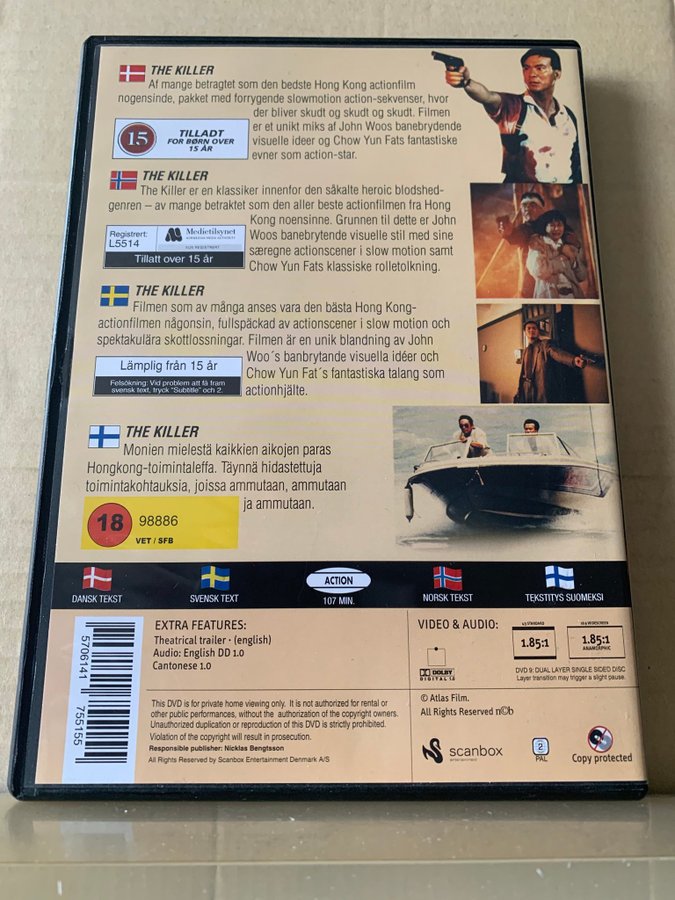 THE KILLER
Af mange betragtet som den bedste Hong Kong actionfilm
nogensinde, pakket med forrygende slowmotion action-sekvenser, hvor
der bliver skudt og skudt og skudt. Filmen
er et unikt miks af John Woos banebrydende
visuelle ideer og Chow Yun Fats fantastiske
evner som action-star.
15
TILLADT
FOR BØRN OVER
15 ÅR
THE KILLER
The Killer er en klassiker innenfor den såkalte heroic blodshed-
genren – av mange betraktet som den aller beste actionfilmen fra Hong
Kong noensinne. Grunnen til dette er John
Woos banebrytende visuelle stil med sine
særegne actionscener i slow motion samt
Chow Yun Fats klassiske rolletolkning.
Registrert:
L5514
Medietilsynet
NORWEGIAN MEDIA AUTHORITY
Tillatt over 15 år
THE KILLER
Filmen som av många anses vara den bästa Hong Kong-
actionfilmen någonsin, fullspäckad av actionscener i slow motion och
spektakulära skottlossningar. Filmen är en unik blandning av John
Woo´s banbrytande visuella idéer och
Chow Yun Fat´s fantastiska talang som
actionhjälte.
Lämplig från 15 år
Felsökning: Vid problem att få fram
svensk text, tryck "Subtitle" och 2.
THE KILLER
Monien mielestä kaikkien aikojen paras
Hongkong-toimintaleffa. Täynnä hidastettuja
toimintakohtauksia, joissa ammutaan, ammutaan
ja ammutaan.
18
98886
VET / SFB
DANSK TEKST
SVENSK TEXT
ACTION
107 MIN.
NORSK TEKST
TEKSTITYS SUOMEKSI
5706141 755155
EXTRA FEATURES:
Theatrical trailer · (english)
Audio: English DD 1.0
Cantonese 1.0
VIDEO & AUDIO:
DOLBY
DIGITAL 1.0
4:3 STANDARD
1.85:1
16:9 WIDESCREEN
1.85:1
ANAMORPHIC
DVD 9: DUAL LAYER SINGLE SIDED DISC
Layer transition may trigger a slight pause.
This DVD is for private home viewing only. It is not authorized for rental or
other public performances, without the authorization of the copyright owners.
Unauthorized duplication or reproduction of this DVD is strictly prohibited.
Violation of the copyright will result in prosecution.
Responsible publisher: Nicklas Bengtsson
All Rights Reserved by Scanbox Entertainment Denmark A/S
© Atlas Film.
All Rights Reserved n©b
scanbox
entertainment
2
PAL
Copy protected